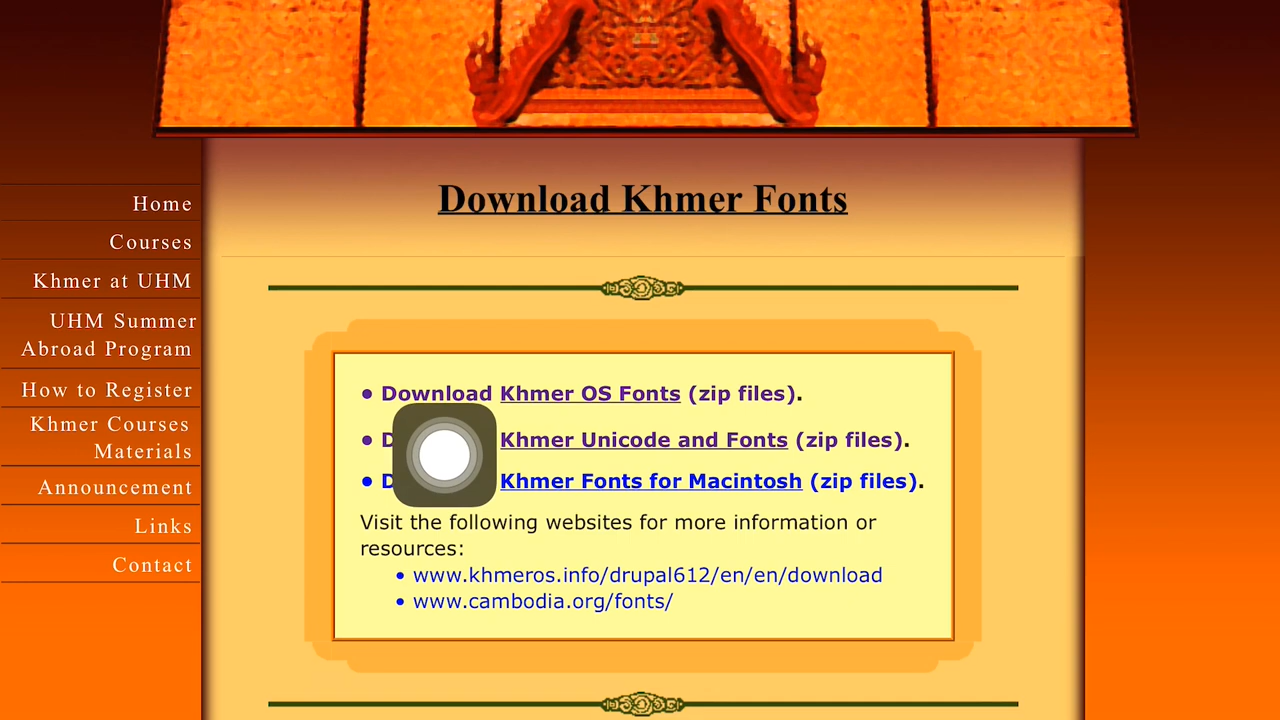 Download Khmer Fonts
Home
Courses
Khmer at UHM
UHM Summer
Abroad Program
How to Register
Khmer Courses
Materials
Announcement
Links
Contact
• Download Khmer OS Fonts (zip files).
• Khmer Unicode and Fonts (zip files).
• Khmer Fonts for Macintosh (zip files).
Visit the following websites for more information or
resources:
• www.khmeros.info/drupal612/en/en/download
• www.cambodia.org/fonts/